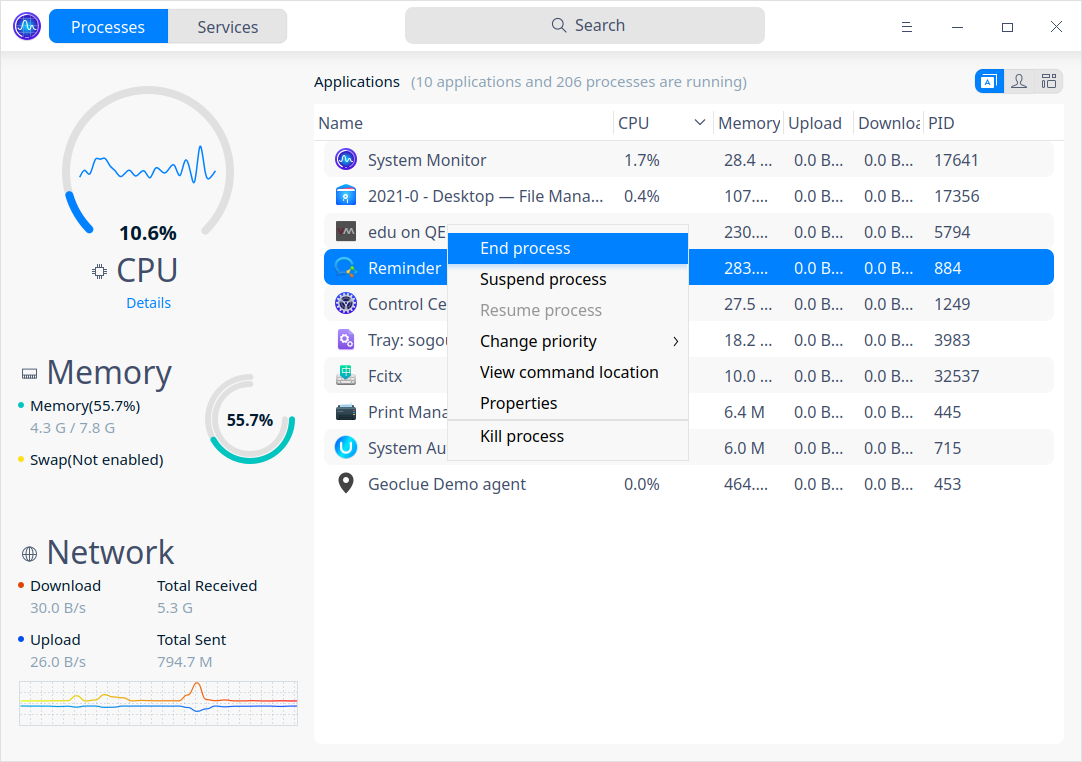 Processes Services Search
Applications (10 applications and 206 processes are running)
Name CPU Memory Upload Downloa PID
System Monitor 1.7% 28.4 ... 0.0 B... 0.0 B... 17641
2021-0 - Desktop — File Mana... 0.4% 107.... 0.0 B... 0.0 B... 17356
edu on QE 230.... 0.0 B... 0.0 B... 5794
Reminder 283.... 0.0 B... 0.0 B... 884
Control Ce 27.5 ... 0.0 B... 0.0 B... 1249
Tray: sogou 18.2 ... 0.0 B... 0.0 B... 3983
Fcitx 10.0 ... 0.0 B... 0.0 B... 32537
Print Mana 6.4 M 0.0 B... 0.0 B... 445
System Au 6.0 M 0.0 B... 0.0 B... 715
Geoclue Demo agent 0.0% 464.... 0.0 B... 0.0 B... 453
End process
Suspend process
Resume process
Change priority
View command location
Properties
Kill process
10.6%
CPU
Details
Memory
Memory(55.7%)
4.3 G / 7.8 G
Swap(Not enabled)
55.7%
Network
Download Total Received
30.0 B/s 5.3 G
Upload Total Sent
26.0 B/s 794.7 M